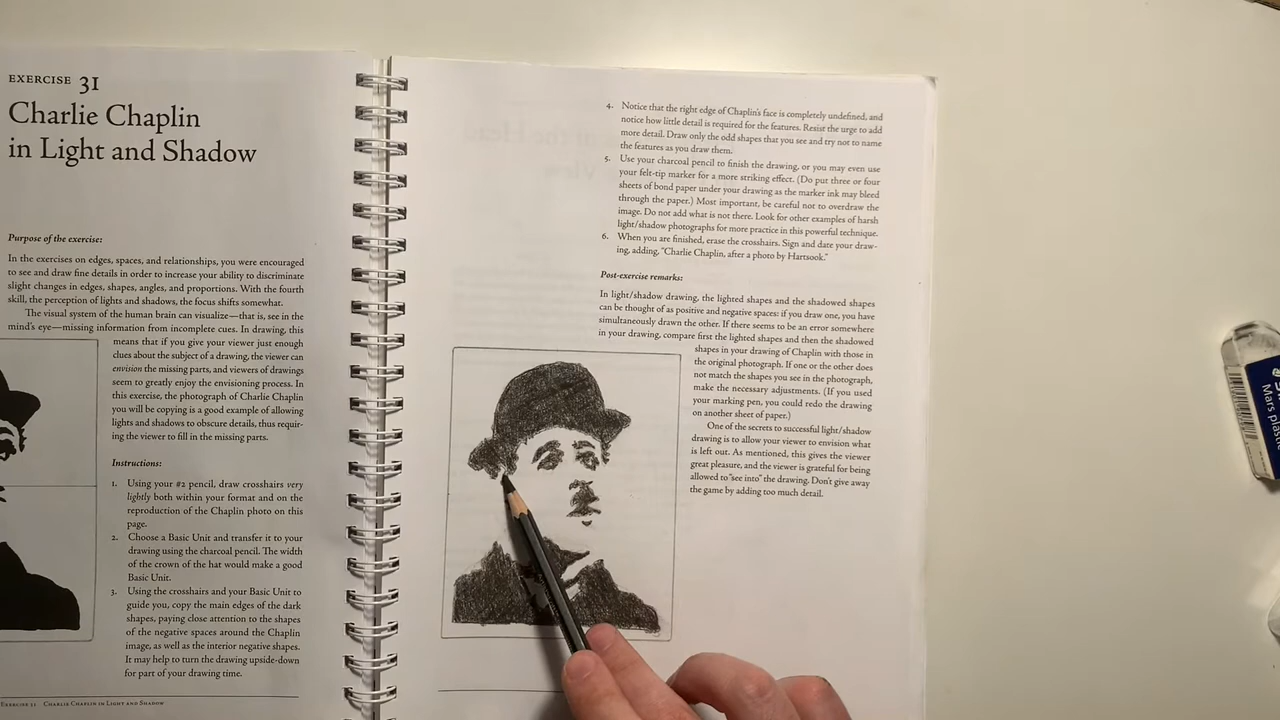 EXERCISE 31
Charlie Chaplin
in Light and Shadow
Purpose of the exercise:
In the exercises on edges, spaces, and relationships, you were encouraged
to see and draw fine details in order to increase your ability to discriminate
slight changes in edges, shapes, angles, and proportions. With the fourth
skill, the perception of lights and shadows, the focus shifts somewhat.
The visual system of the human brain can visualize—that is, see in the
mind's eye—missing information from incomplete cues. In drawing, this
means that if you give your viewer just enough
clues about the subject of a drawing, the viewer can
envision the missing parts, and viewers of drawings
seem to greatly enjoy the envisioning process. In
this exercise, the photograph of Charlie Chaplin
you will be copying is a good example of allowing
lights and shadows to obscure details, thus requir-
ing the viewer to fill in the missing parts.
Instructions:
1. Using your #2 pencil, draw crosshairs very
lightly both within your format and on the
reproduction of the Chaplin photo on this
page.
2. Choose a Basic Unit and transfer it to your
drawing using the charcoal pencil. The width
of the crown of the hat would make a good
Basic Unit.
3. Using the crosshairs and your Basic Unit to
guide you, copy the main edges of the dark
shapes, paying close attention to the shapes
of the negative spaces around the Chaplin
image, as well as the interior negative shapes.
It may help to turn the drawing upside-down
for part of your drawing time.
EXERCISE 31 CHARLIE CHAPLIN IN LIGHT AND SHADOW
4. Notice that the right edge of Chaplin's face is completely undefined, and
notice how little detail is required for the features. Resist the urge to add
more detail. Draw only the odd shapes that you see and try not to name
the features as you draw them.
5. Use your charcoal pencil to finish the drawing, or you may even use
your felt-tip marker for a more striking effect. (Do put three or four
sheets of bond paper under your drawing as the marker ink may bleed
through the paper.) Most important, be careful not to overdraw the
image. Do not add what is not there. Look for other examples of harsh
light/shadow photographs for more practice in this powerful technique.
6. When you are finished, erase the crosshairs. Sign and date your draw-
ing, adding, "Charlie Chaplin, after a photo by Hartsook."
Post-exercise remarks:
In light/shadow drawing, the lighted shapes and the shadowed shapes
can be thought of as positive and negative spaces: if you draw one, you have
simultaneously drawn the other. If there seems to be an error somewhere
in your drawing, compare first the lighted shapes and then the shadowed
shapes in your drawing of Chaplin with those in
the original photograph. If one or the other does
not match the shapes you see in the photograph,
make the necessary adjustments. (If you used
your marking pen, you could redo the drawing
on another sheet of paper.)
One of the secrets to successful light/shadow
drawing is to allow your viewer to envision what
is left out. As mentioned, this gives the viewer
great pleasure, and the viewer is grateful for being
allowed to "see into" the drawing. Don't give away
the game by adding too much detail.
Mars